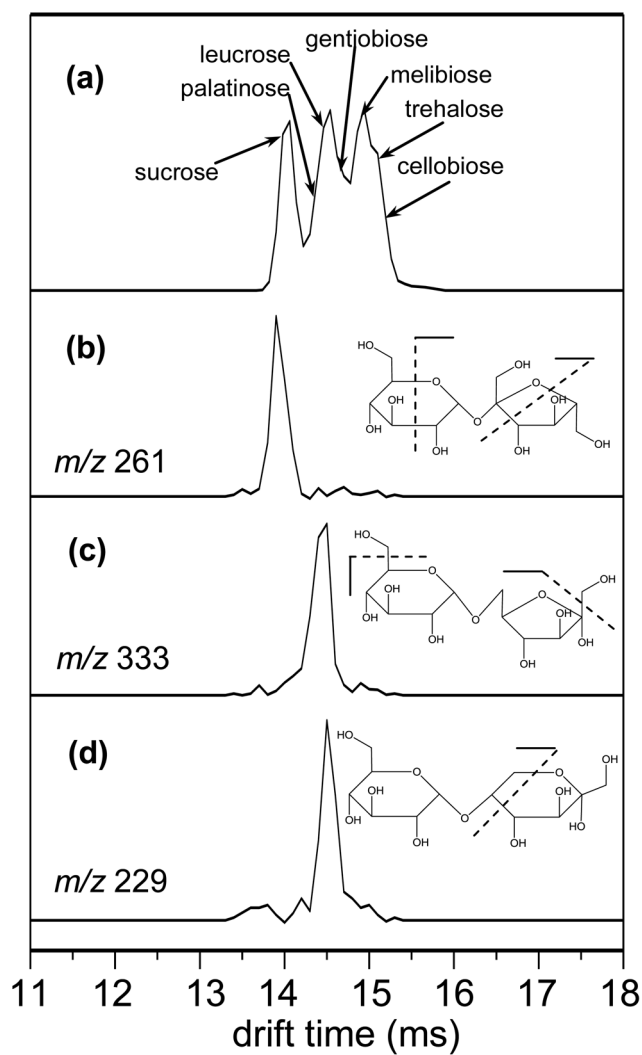 (a)
gentiobiose
leucrose
melibiose
palatinose
trehalose
sucrose
cellobiose
(b)
HO
O
OH
O
OH
OH
OH
O
OH
OH
OH
m/z 261
(c)
HO
O
OH
OH
O
OH
O
OH
OH
OH
OH
m/z 333
(d)
HO
O
O
OH
OH
OH
OH
O
OH
HO
OH
m/z 229
11 12 13 14 15 16 17 18
drift time (ms)